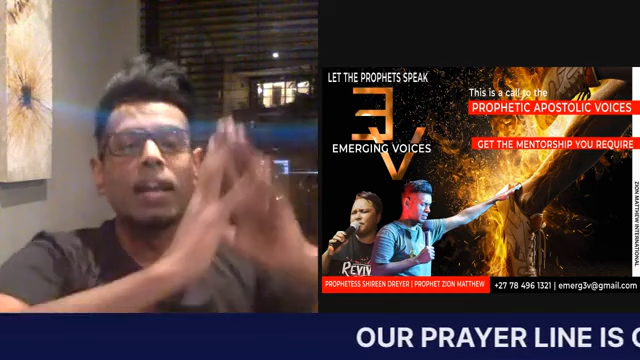 LET THE PROPHETS SPEAK
3V
EMERGING VOICES
This is a call to the
PROPHETIC APOSTOLIC VOICES
GET THE MENTORSHIP YOU REQUIRE
REVIV
PROPHETESS SHIREEN DREYER | PROPHET ZION MATTHEW
+27 78 496 1321 | emerg3v@gmail.com
ZION MATTHEW INTERNATIONAL
OUR PRAYER LINE IS